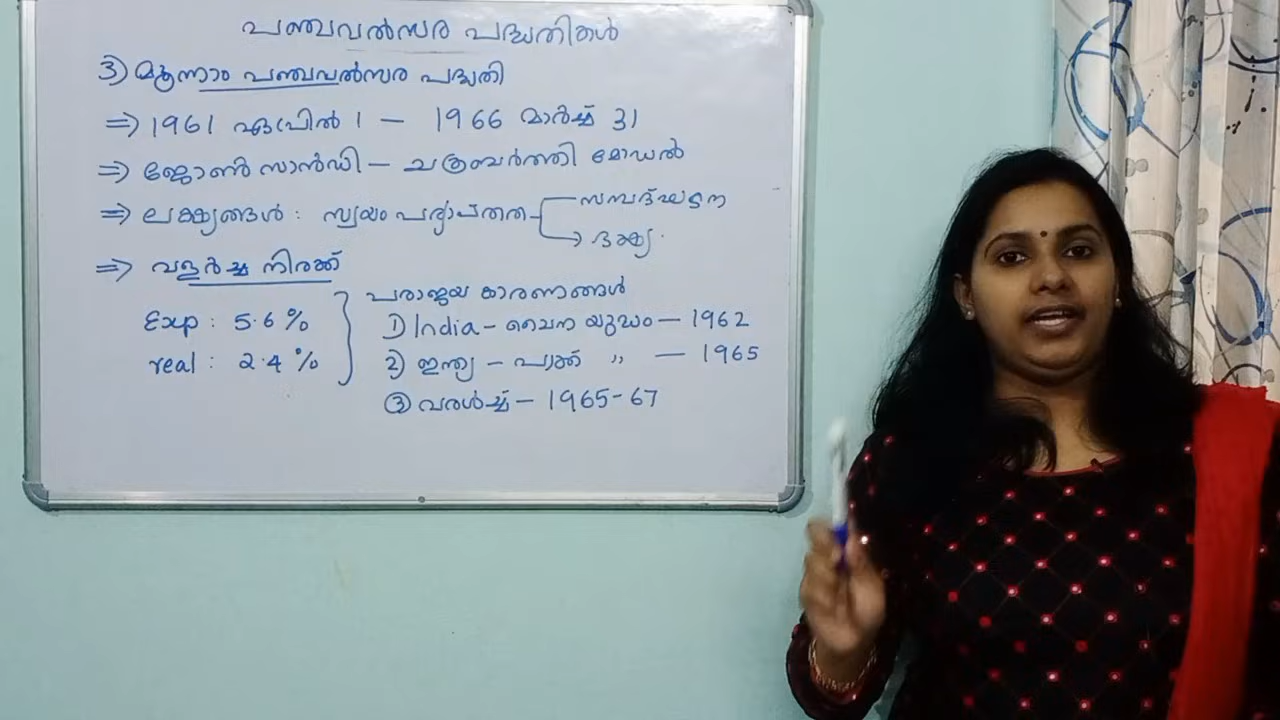 പഞ്ചവൽസര പദ്ധതികൾ
3) മൂന്നാം പഞ്ചവൽസര പദ്ധതി
⇒ 1961 ഏപ്രിൽ 1 — 1966 മാർച്ച് 31
⇒ ജോൺ സാൻഡി — ചക്രബർത്തി മോഡൽ
⇒ ലക്ഷ്യങ്ങൾ : സ്വയം പര്യാപ്തത സമ്പദ്ഘടന
→ ഭക്ഷ്യ
⇒ വളർച്ച നിരക്ക്
പരാജയ കാരണങ്ങൾ
Exp : 5.6 %
real : 2.4 %
1) India — ചൈന യുദ്ധം — 1962
2) ഇന്ത്യ — പാക്ക് ,, — 1965
③ വരൾച്ച — 1965-67